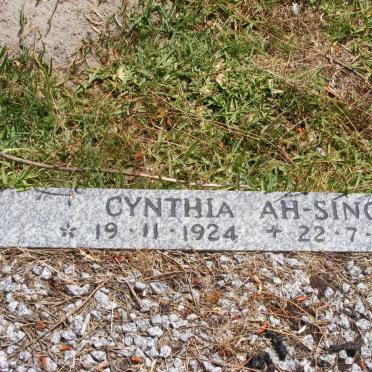 CYNTHIA AH-SING
* 19·11·1924 + 22·7·